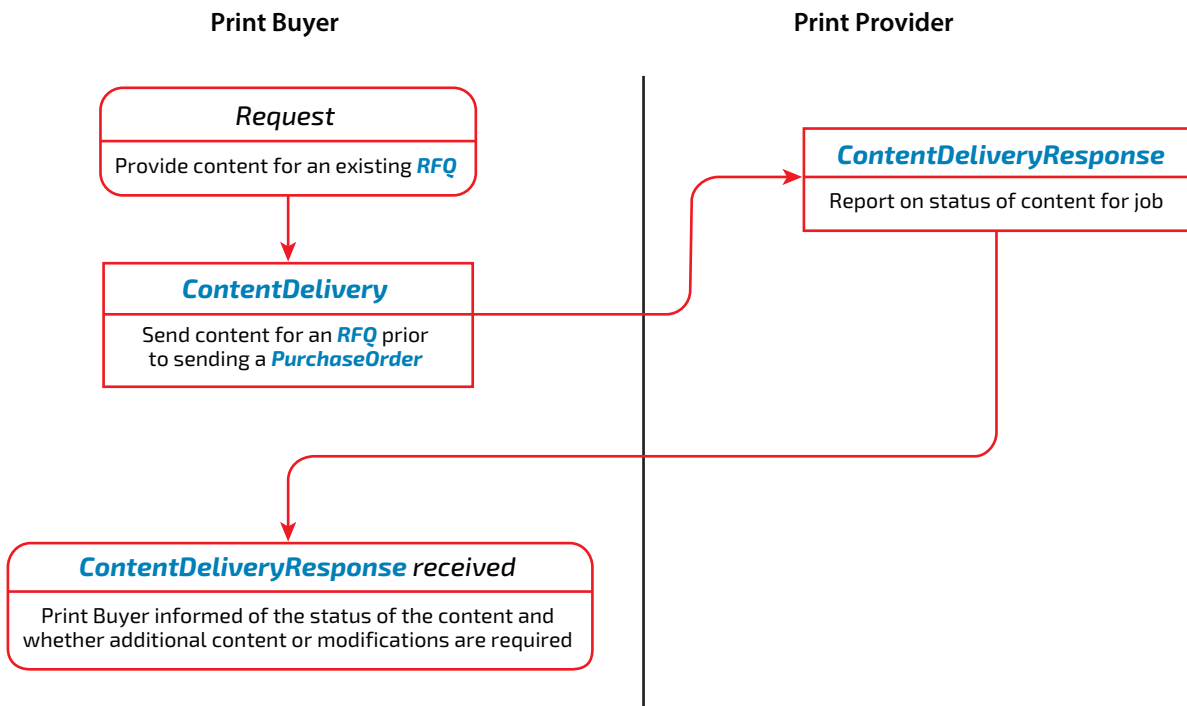 Print Buyer
Print Provider
Request
Provide content for an existing RFQ
ContentDeliveryResponse
Report on status of content for job
ContentDelivery
Send content for an RFQ prior
to sending a PurchaseOrder
ContentDeliveryResponse received
Print Buyer informed of the status of the content and
whether additional content or modifications are required